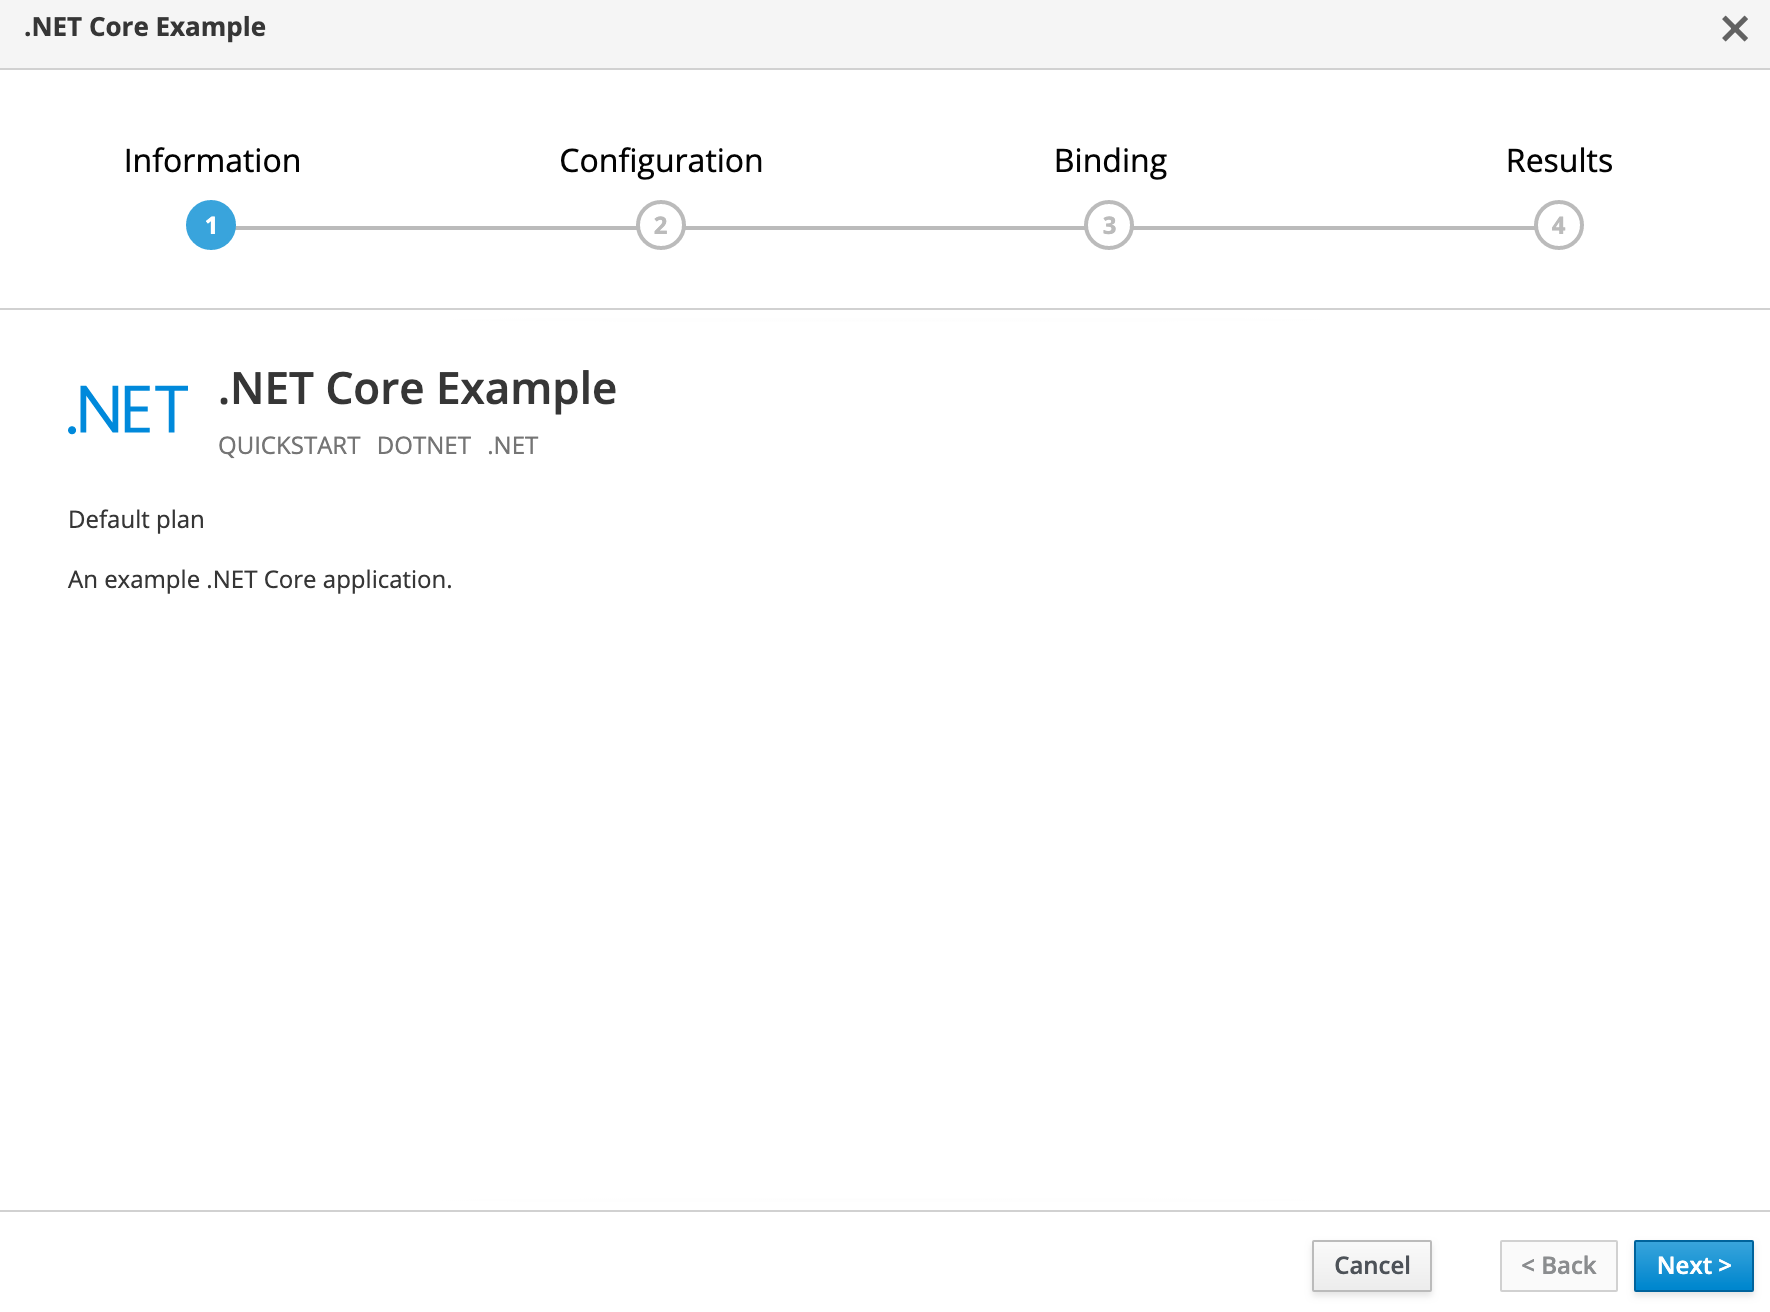 .NET Core Example
Information Configuration Binding Results
1 2 3 4
.NET
.NET Core Example
QUICKSTART DOTNET .NET
Default plan
An example .NET Core application.
Cancel < Back Next >